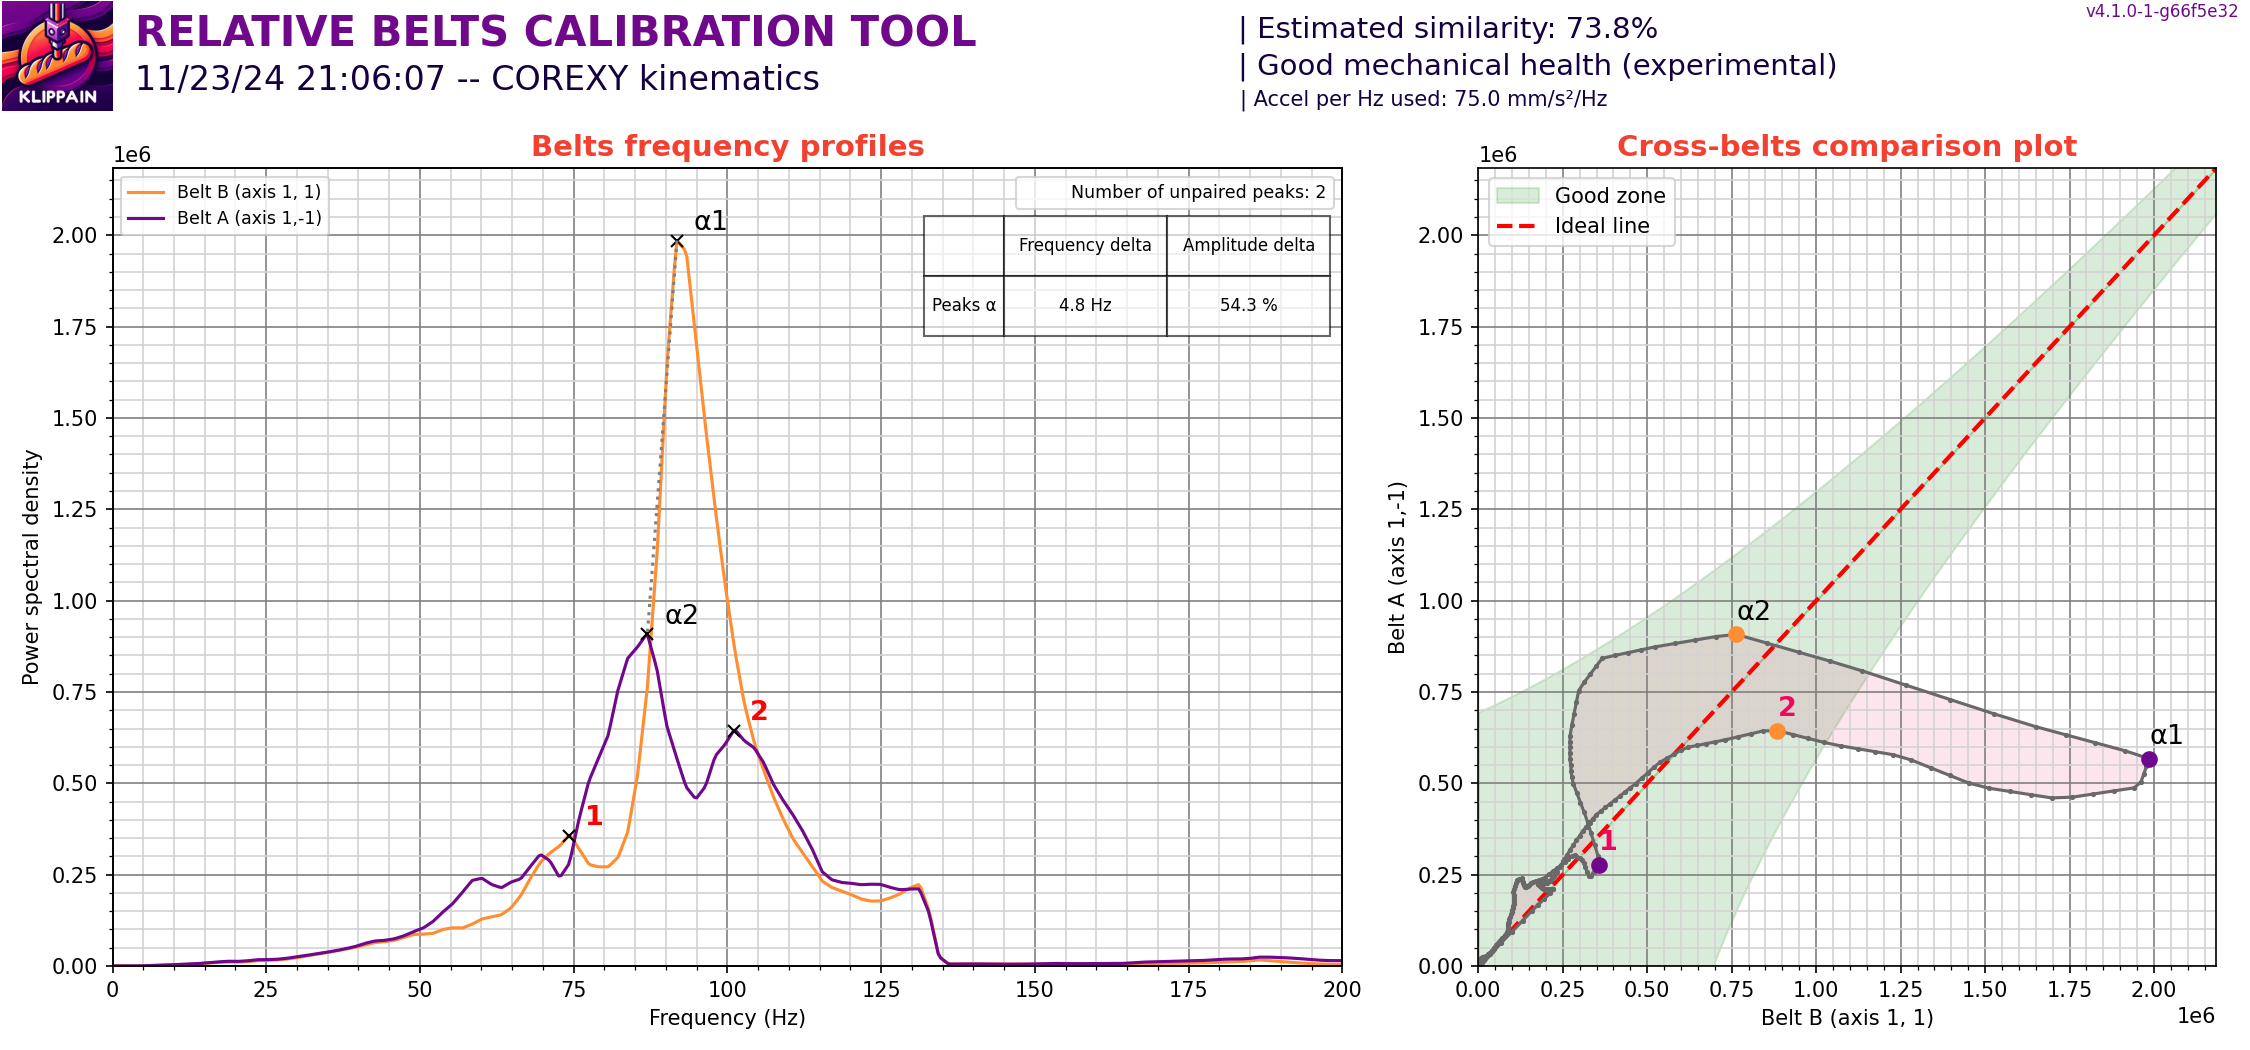 KLIPPAIN
RELATIVE BELTS CALIBRATION TOOL
11/23/24 21:06:07 -- COREXY kinematics
| Estimated similarity: 73.8%
| Good mechanical health (experimental)
| Accel per Hz used: 75.0 mm/s²/Hz
v4.1.0-1-g66f5e32
Belts frequency profiles
1e6
Belt B (axis 1, 1)
Belt A (axis 1,-1)
Number of unpaired peaks: 2
Frequency delta Amplitude delta
Peaks α 4.8 Hz 54.3 %
α1
α2
1
2
Power spectral density
2.00
1.75
1.50
1.25
1.00
0.75
0.50
0.25
0.00
0 25 50 75 100 125 150 175 200
Frequency (Hz)
Cross-belts comparison plot
1e6
Good zone
Ideal line
α2
2
α1
1
Belt A (axis 1,-1)
2.00
1.75
1.50
1.25
1.00
0.75
0.50
0.25
0.00
0.00 0.25 0.50 0.75 1.00 1.25 1.50 1.75 2.00
Belt B (axis 1, 1)
1e6